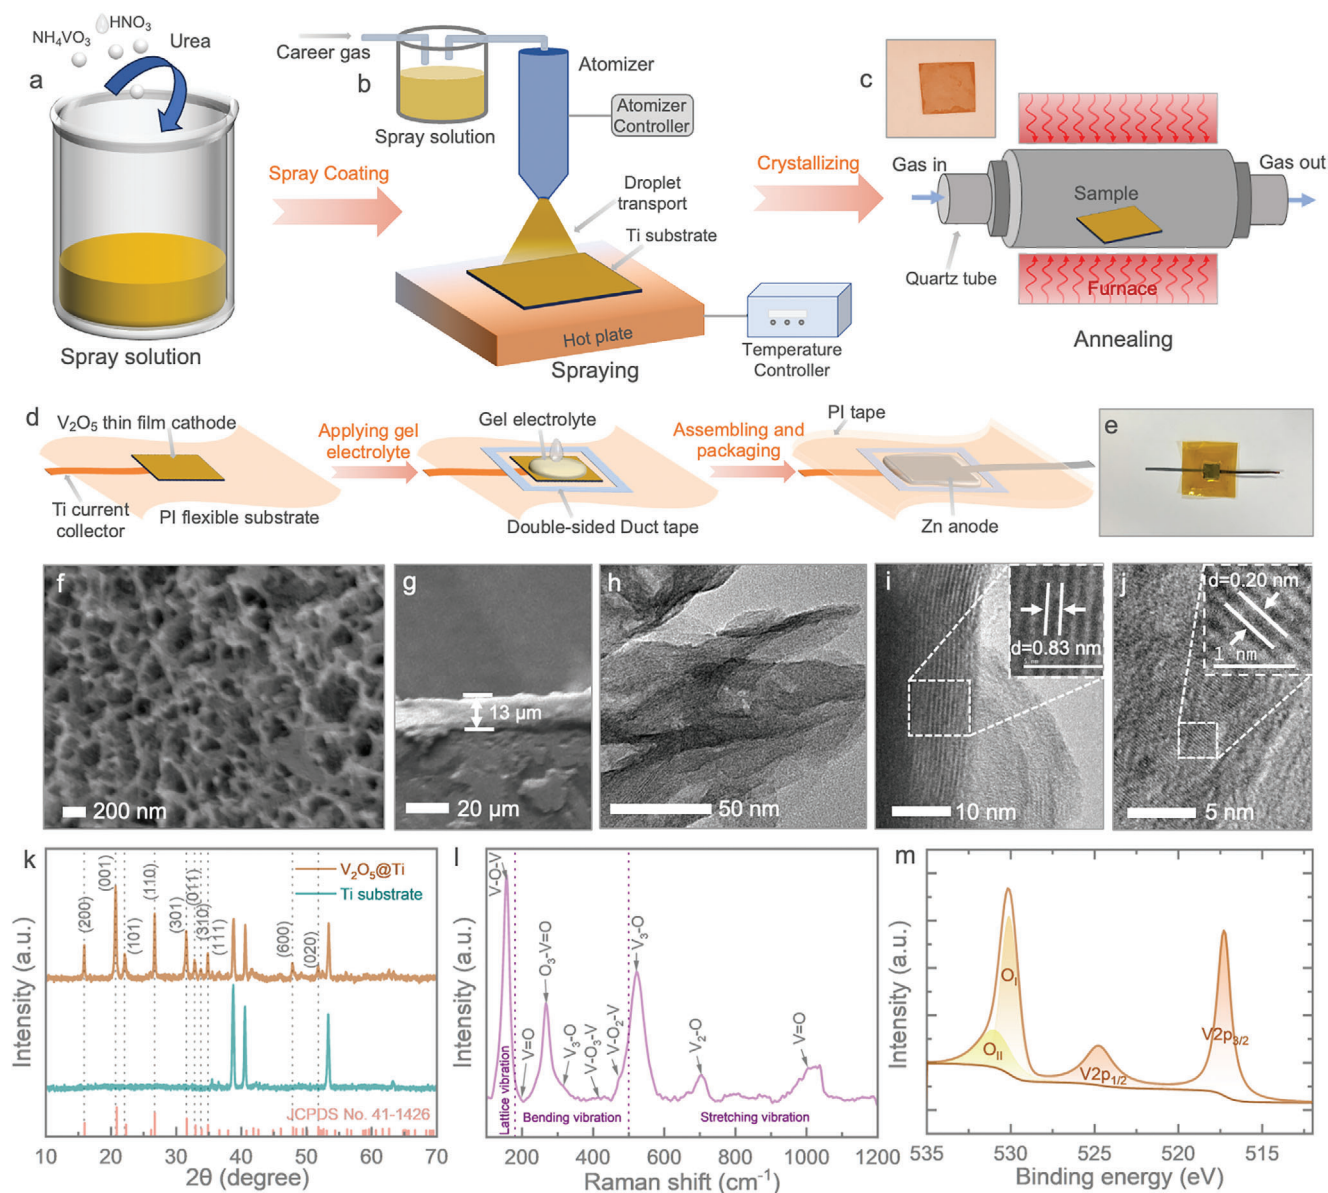 a
NH₄VO₃
HNO₃
Urea
Spray solution
Spray Coating
b
Career gas
Spray solution
Atomizer
Atomizer
Controller
Droplet
transport
Ti substrate
Hot plate
Spraying
Temperature
Controller
Crystallizing
c
Gas in
Gas out
Sample
Quartz tube
Furnace
Annealing
d
V₂O₅ thin film cathode
Ti current
collector
PI flexible substrate
Applying gel
electrolyte
Gel electrolyte
Double-sided Duct tape
Assembling and
packaging
PI tape
Zn anode
e
f
200 nm
g
13 µm
20 µm
h
50 nm
i
d=0.83 nm
10 nm
j
d=0.20 nm
1 nm
5 nm
k
V₂O₅@Ti
Ti substrate
(200)
(001)
(101)
(110)
(301)
(011)
(310)
(111)
(600)
(020)
JCPDS No. 41-1426
Intensity (a.u.)
10 20 30 40 50 60 70
2θ (degree)
l
V-O-V
V=O
O₃-V=O
V₃-O
V-O₃-V
V-O₂-V
V₃-O
V₂-O
V=O
Lattice vibration
Bending vibration
Stretching vibration
Intensity (a.u.)
200 400 600 800 1000 1200
Raman shift (cm⁻¹)
m
O_I
O_II
V2p₁/₂
V2p₃/₂
Intensity (a.u.)
535 530 525 520 515
Binding energy (eV)